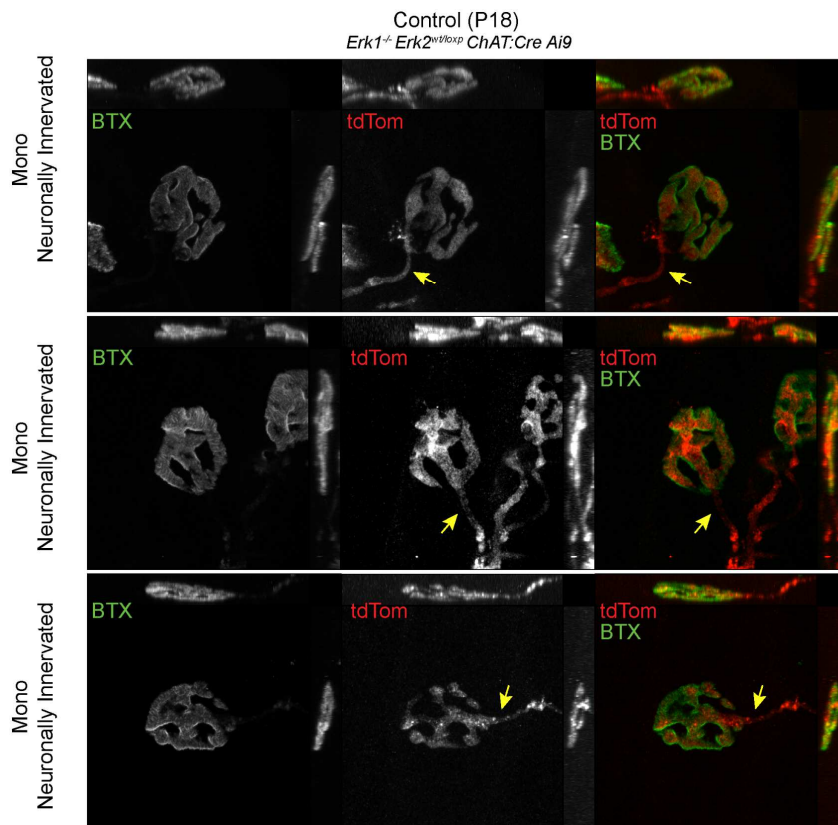 Control (P18)
Erk1-/- Erk2wt/loxp ChAT:Cre Ai9
Mono
Neuronally Innervated
BTX
tdTom
tdTom
BTX
Mono
Neuronally Innervated
BTX
tdTom
tdTom
BTX
Mono
Neuronally Innervated
BTX
tdTom
tdTom
BTX